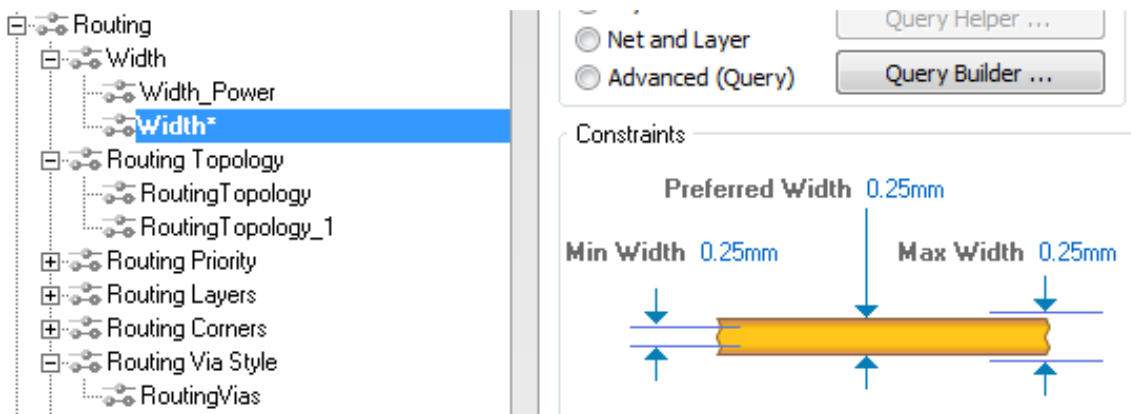 Routing
Width
Width_Power
Width*
Routing Topology
RoutingTopology
RoutingTopology_1
Routing Priority
Routing Layers
Routing Corners
Routing Via Style
RoutingVias
Query Helper ...
Net and Layer
Advanced (Query)
Query Builder ...
Constraints
Preferred Width 0.25mm
Min Width 0.25mm
Max Width 0.25mm